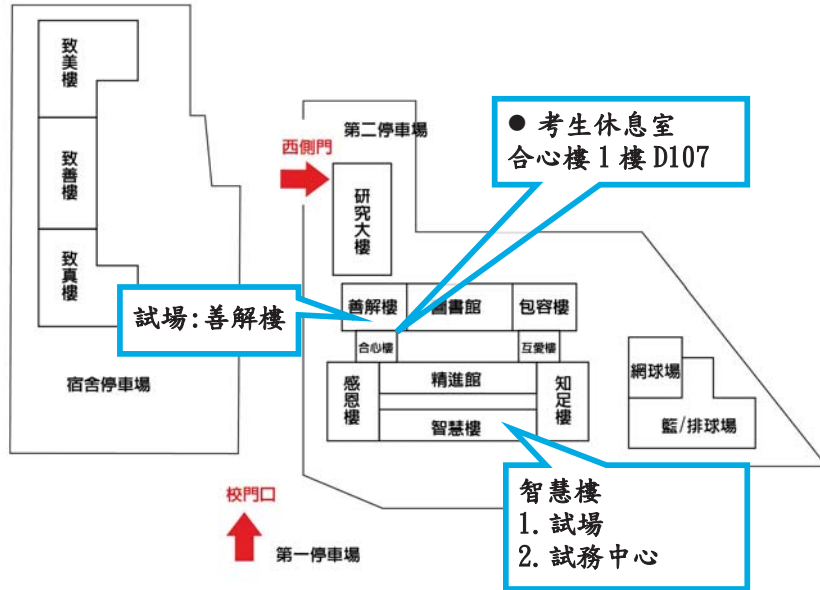 致美樓
致善樓
致真樓
宿舍停車場
第二停車場
西側門
研究大樓
● 考生休息室
合心樓 1 樓 D107
試場:善解樓
善解樓
圖書館
包容樓
合心樓
互愛樓
感恩樓
精進館
知足樓
智慧樓
網球場
籃/排球場
智慧樓
1. 試場
2. 試務中心
校門口
第一停車場